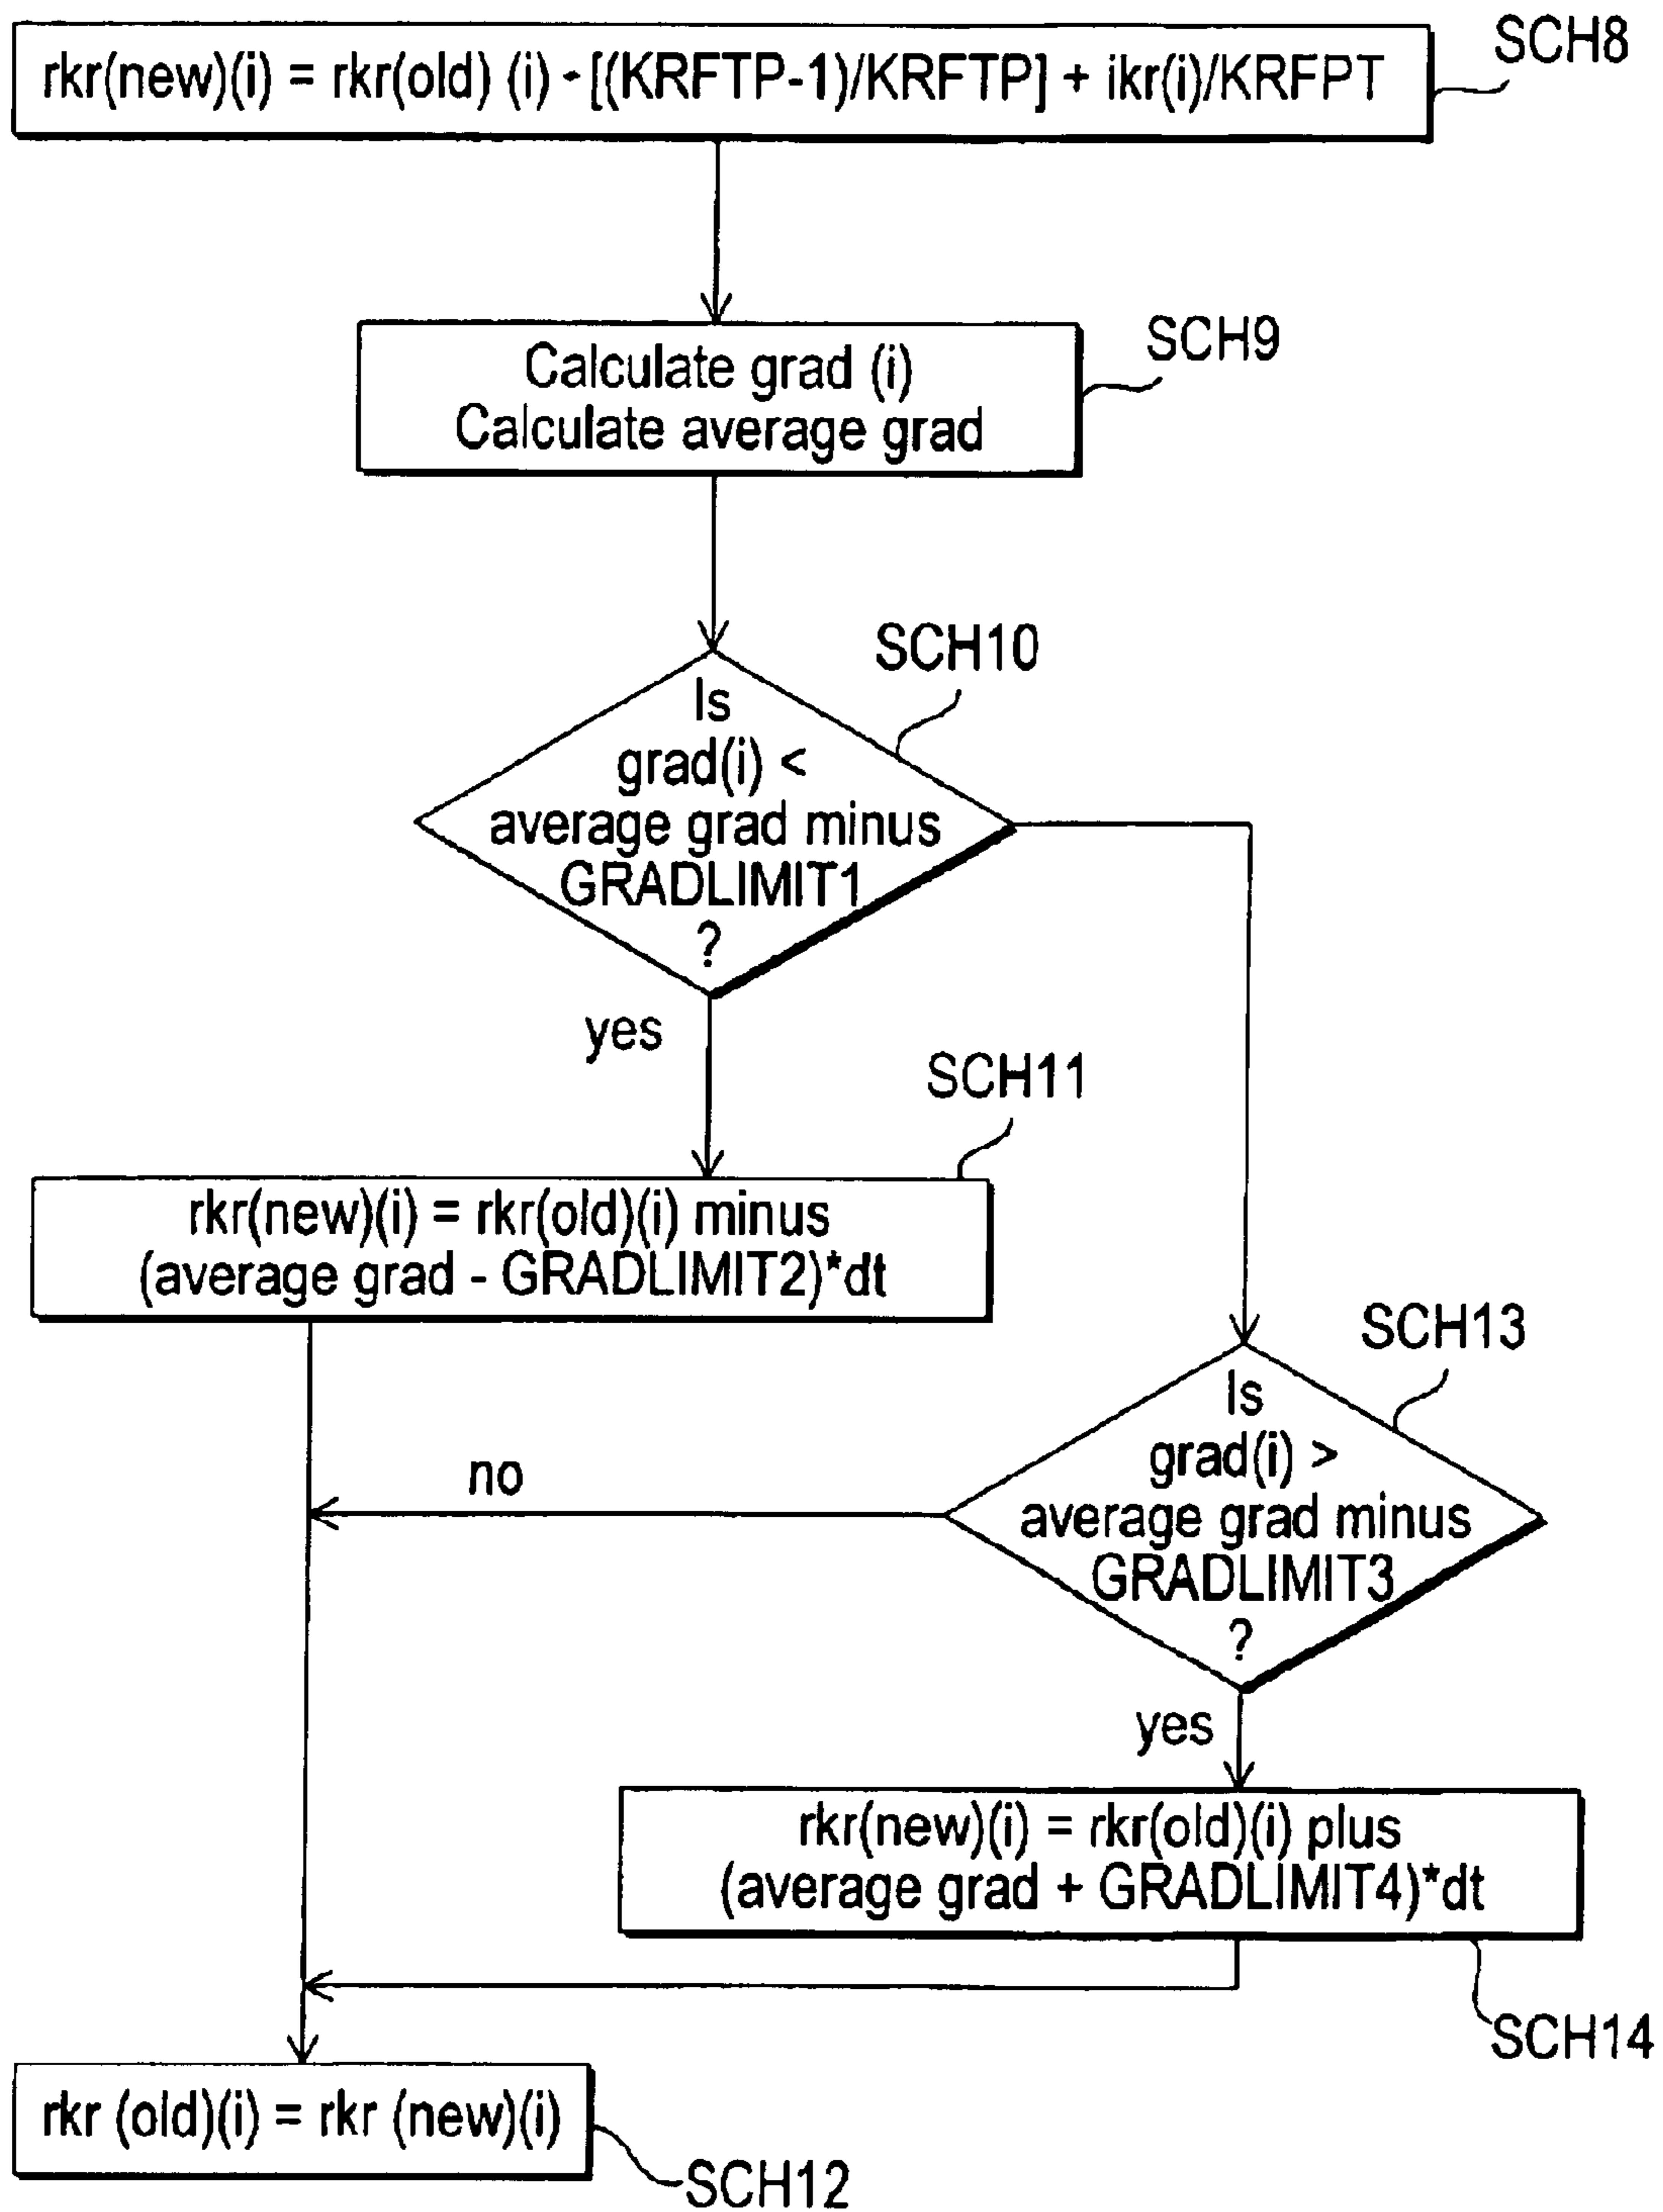 SCH8
rkr(new)(i) = rkr(old) (i) - [(KRFTP-1)/KRFTP] + ikr(i)/KRFPT
SCH9
Calculate grad (i)
Calculate average grad
SCH10
Is
grad(i) <
average grad minus
GRADLIMIT1
?
yes
SCH11
rkr(new)(i) = rkr(old)(i) minus
(average grad - GRADLIMIT2)*dt
SCH13
Is
grad(i) >
average grad minus
GRADLIMIT3
?
no
yes
rkr(new)(i) = rkr(old)(i) plus
(average grad + GRADLIMIT4)*dt
SCH14
rkr (old)(i) = rkr (new)(i)
SCH12